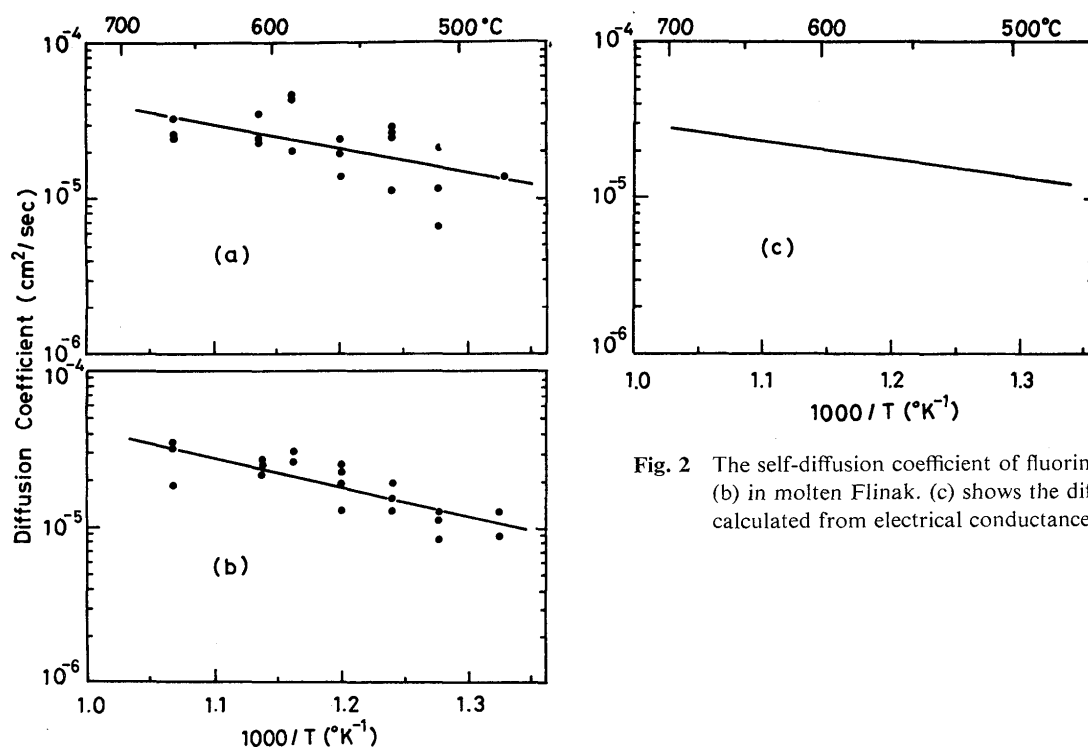 700 600 500°C
10⁻⁴
10⁻⁵
10⁻⁶
(a)
10⁻⁴
10⁻⁵
10⁻⁶
(b)
1.0 1.1 1.2 1.3
1000/T (°K⁻¹)
Diffusion Coefficient (cm²/sec)
700 600 500°C
10⁻⁴
10⁻⁵
10⁻⁶
(c)
1.0 1.1 1.2 1.3
1000/T (°K⁻¹)
Fig. 2 The self-diffusion coefficient of fluorin
(b) in molten Flinak. (c) shows the dif
calculated from electrical conductance